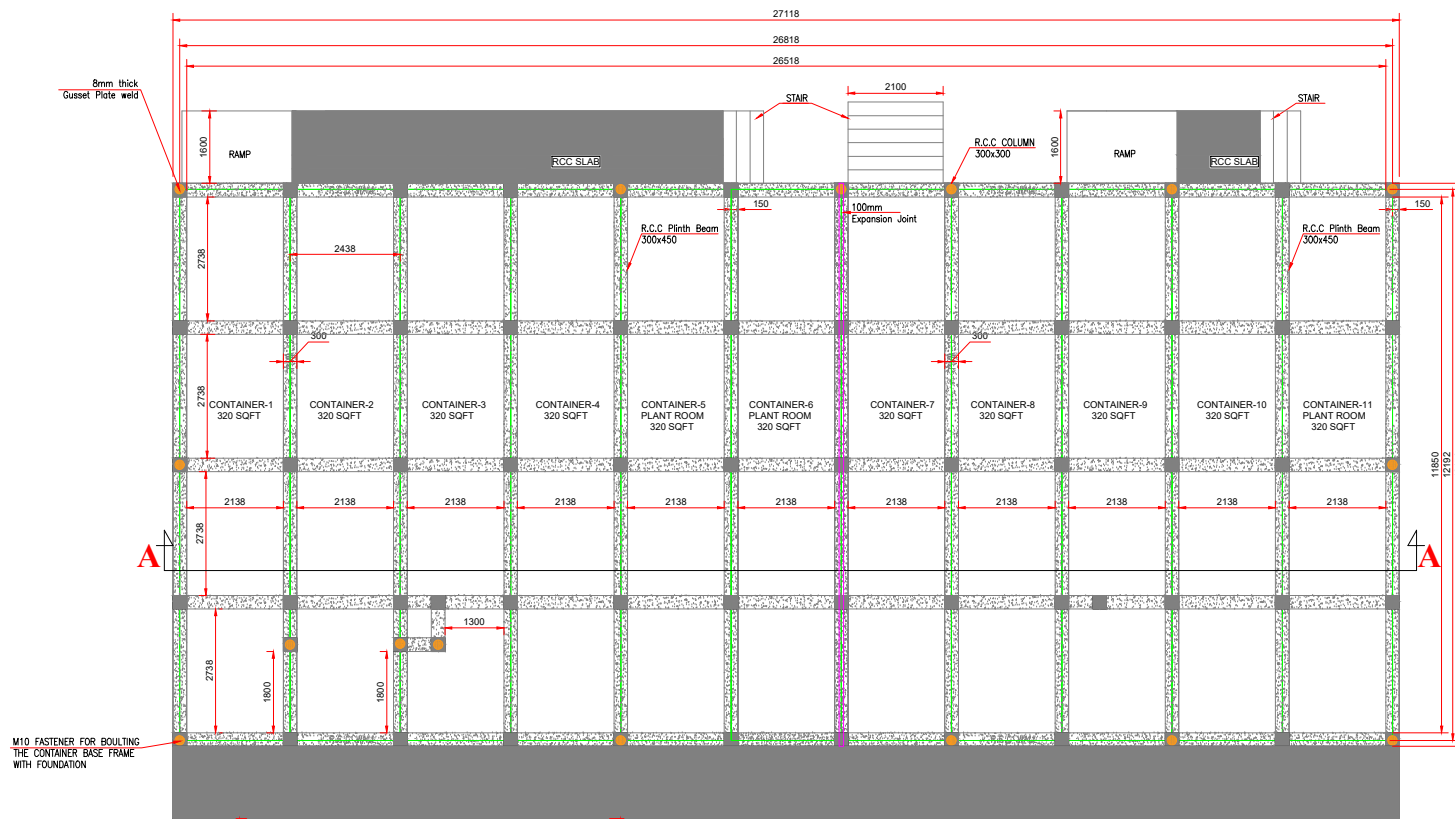 27118
26818
26518
8mm thick
Gusset Plate weld
2100
STAIR
STAIR
1600
RAMP
RCC SLAB
R.C.C COLUMN
300x300
1600
RAMP
RCC SLAB
150
100mm
Expansion Joint
150
R.C.C Plinth Beam
300x450
R.C.C Plinth Beam
300x450
2738
2438
300
300
2738
CONTAINER-1
320 SQFT
CONTAINER-2
320 SQFT
CONTAINER-3
320 SQFT
CONTAINER-4
320 SQFT
CONTAINER-5
PLANT ROOM
320 SQFT
CONTAINER-6
PLANT ROOM
320 SQFT
CONTAINER-7
320 SQFT
CONTAINER-8
320 SQFT
CONTAINER-9
320 SQFT
CONTAINER-10
320 SQFT
CONTAINER-11
PLANT ROOM
320 SQFT
11850
12192
2138
2138
2138
2138
2138
2138
2138
2138
2138
2138
2138
2738
A
A
1300
2738
1800
1800
M10 FASTENER FOR BOULTING
THE CONTAINER BASE FRAME
WITH FOUNDATION